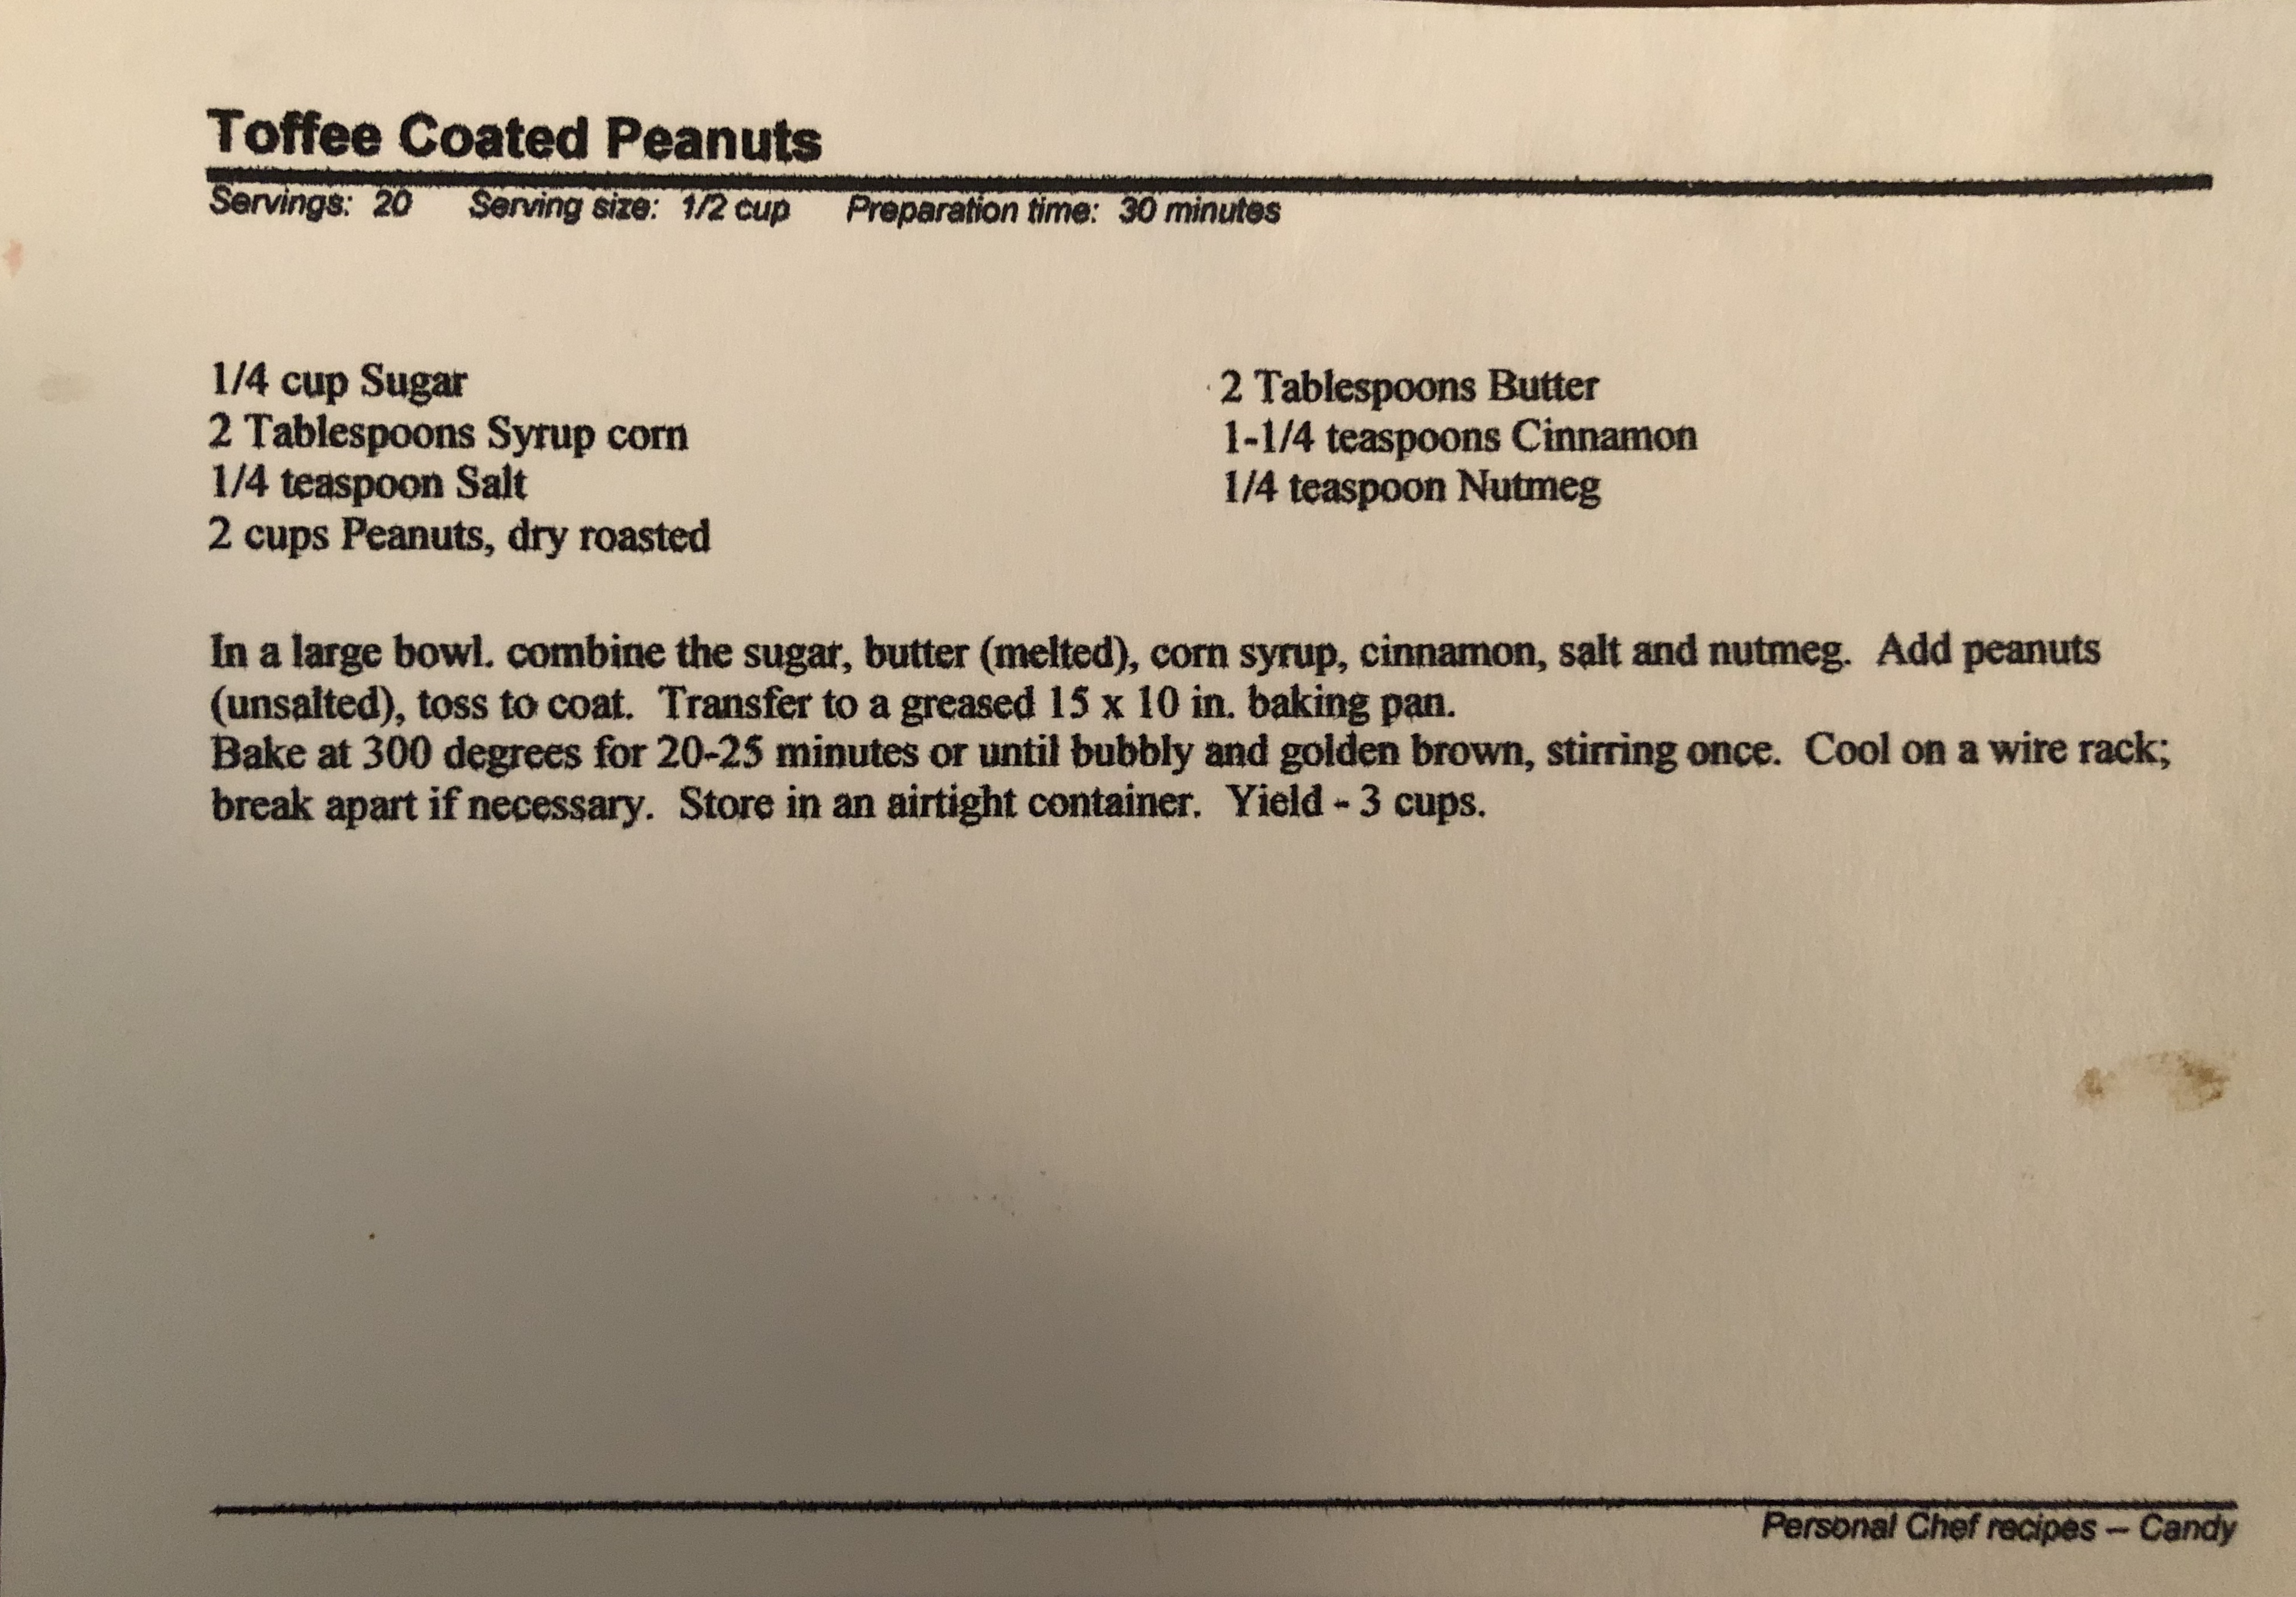 Toffee Coated Peanuts
Servings: 20 Serving size: 1/2 cup Preparation time: 30 minutes
1/4 cup Sugar
2 Tablespoons Syrup corn
1/4 teaspoon Salt
2 cups Peanuts, dry roasted
2 Tablespoons Butter
1-1/4 teaspoons Cinnamon
1/4 teaspoon Nutmeg
In a large bowl. combine the sugar, butter (melted), corn syrup, cinnamon, salt and nutmeg. Add peanuts
(unsalted), toss to coat. Transfer to a greased 15 x 10 in. baking pan.
Bake at 300 degrees for 20-25 minutes or until bubbly and golden brown, stirring once. Cool on a wire rack;
break apart if necessary. Store in an airtight container. Yield - 3 cups.
Personal Chef recipes – Candy